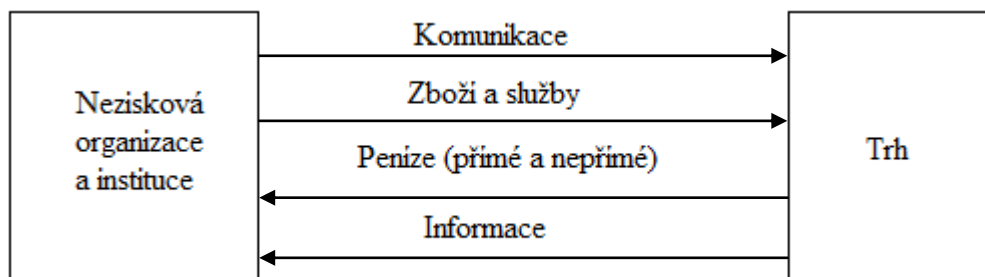 Komunikace
Zboží a služby
Nezisková
organizace
a instituce
Peníze (přímé a nepřímé)
Trh
Informace